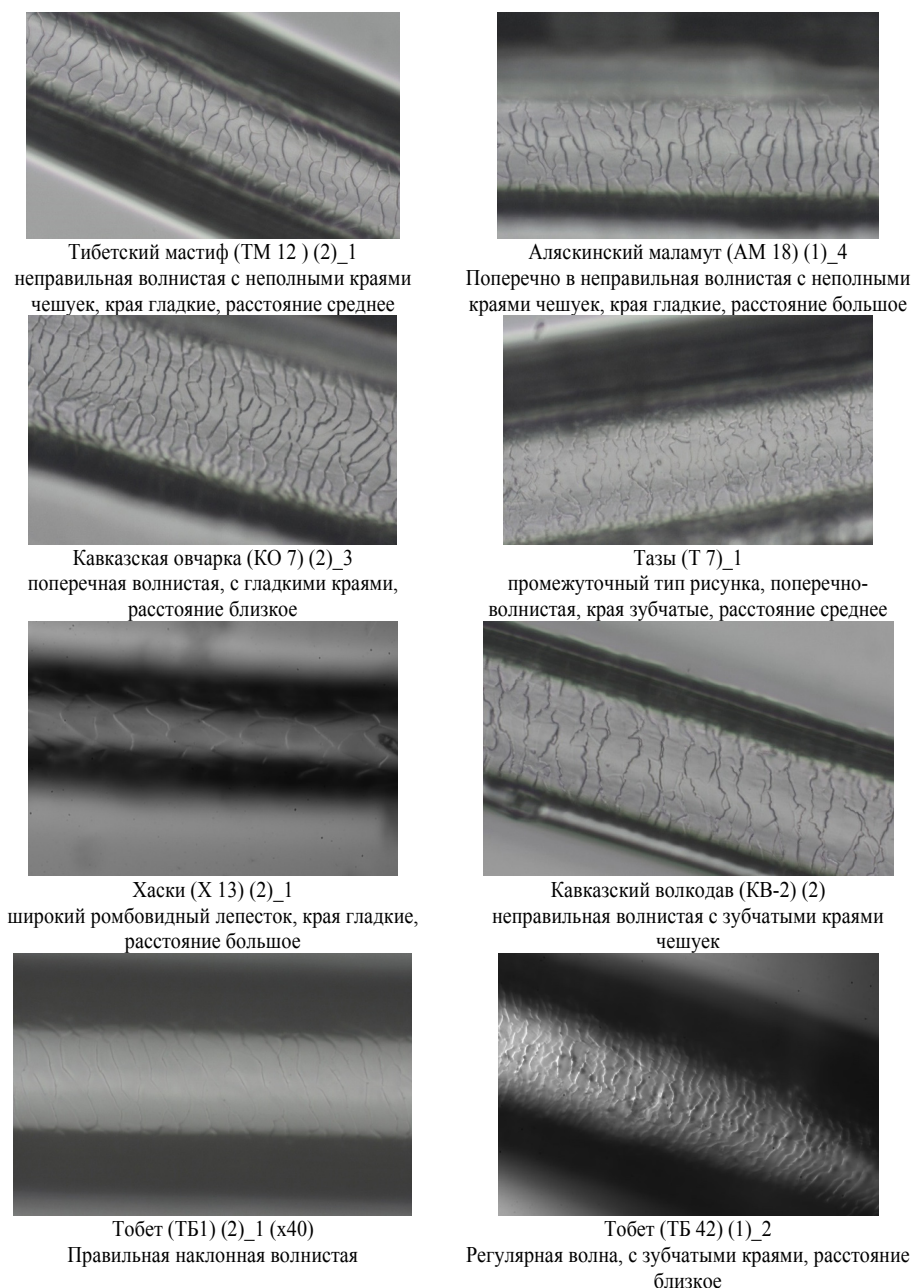 Тибетский мастиф (ТМ 12 ) (2)_1
неправильная волнистая с неполными
краями
чешуек, края гладкие, расстояние среднее
Аляскинский маламут (АМ 18) (1)_4
Поперечно в неправильная волнистая с неполными
краями чешуек, края гладкие, расстояние большое
Кавказская овчарка (КО 7) (2)_3
поперечная волнистая, с гладкими краями,
расстояние близкое
Тазы (Т 7)_1
промежуточный тип рисунка, поперечно-
волнистая, края зубчатые, расстояние среднее
Хаски (Х 13) (2)_1
широкий ромбовидный лепесток, края гладкие,
расстояние большое
Кавказский волкодав (КВ-2) (2)
неправильная волнистая с зубчатыми краями
чешуек
Тобет (ТБ1) (2)_1 (х40)
Правильная наклонная волнистая
Тобет (ТБ 42) (1)_2
Регулярная волна, с зубчатыми краями, расстояние
близкое